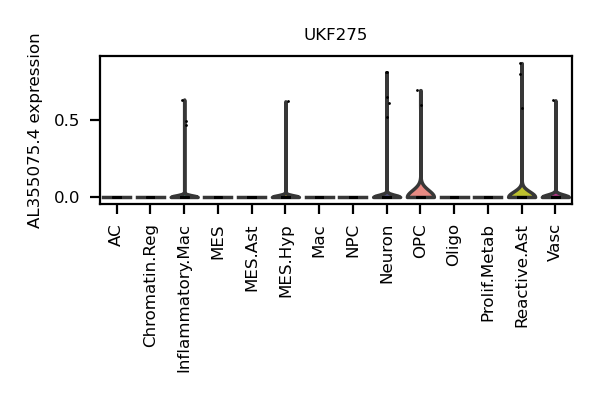 UKF275
AL355075.4 expression
0.5
0.0
AC
Chromatin.Reg
Inflammatory.Mac
MES
MES.Ast
MES.Hyp
Mac
NPC
Neuron
OPC
Oligo
Prolif.Metab
Reactive.Ast
Vasc